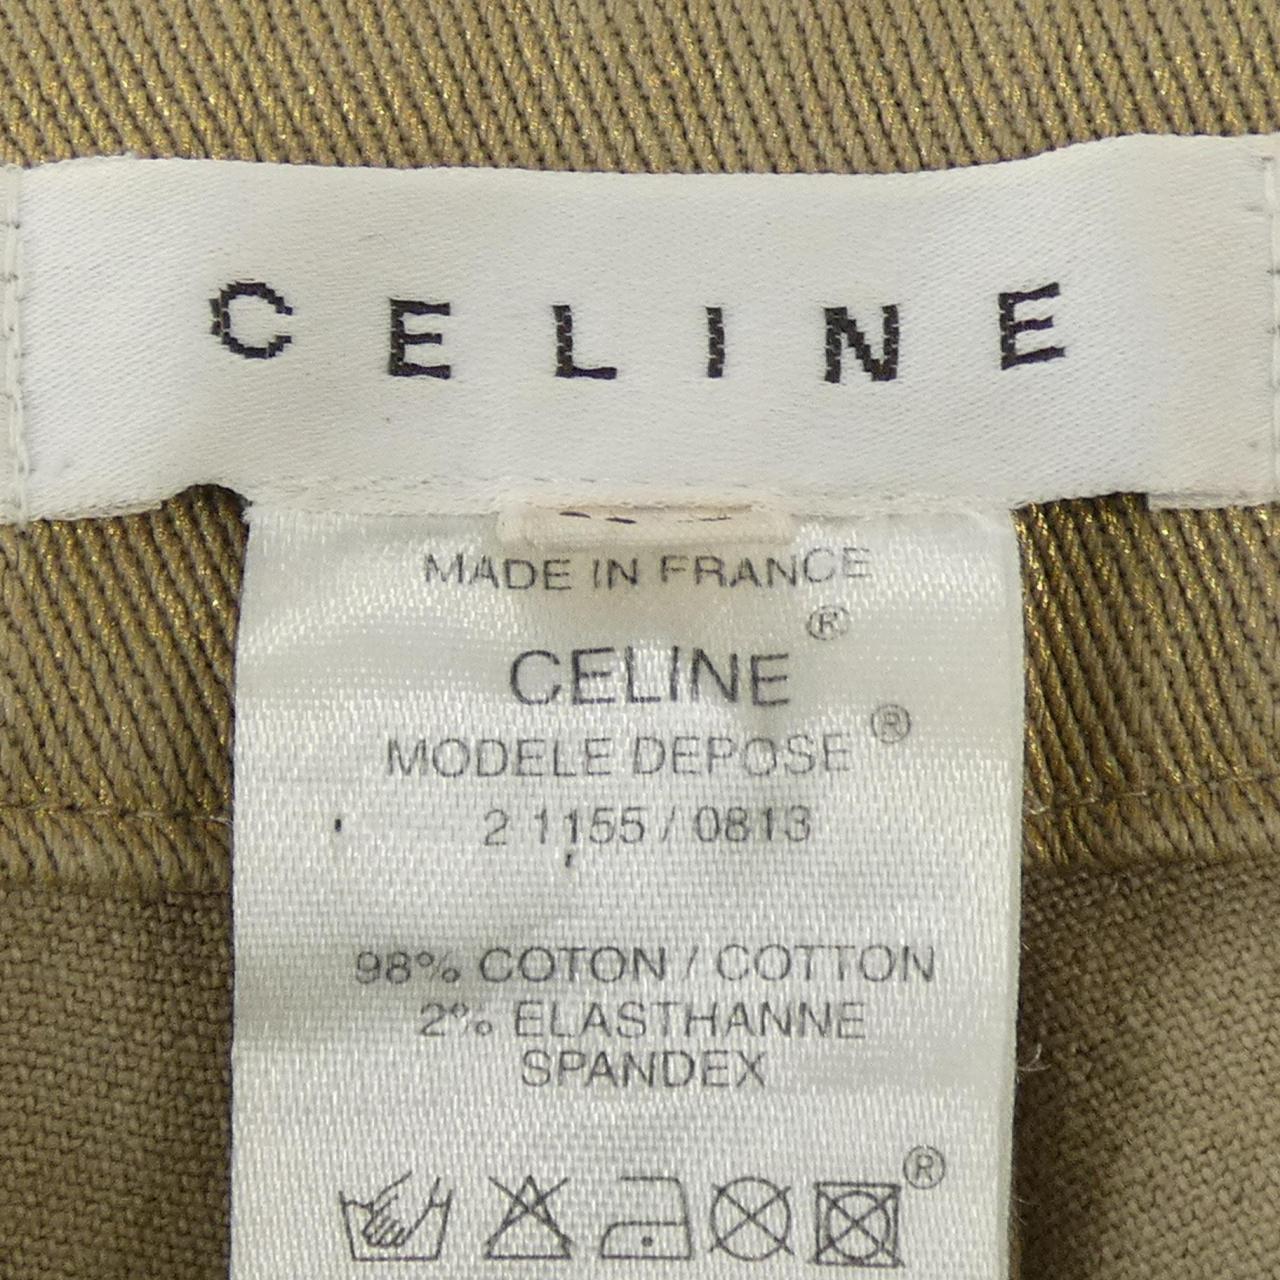 CELINE
MADE IN FRANCE
CELINE®
MODELE DEPOSE®
2 1155 / 0813
98% COTON / COTTON
2% ELASTHANNE
SPANDEX
®